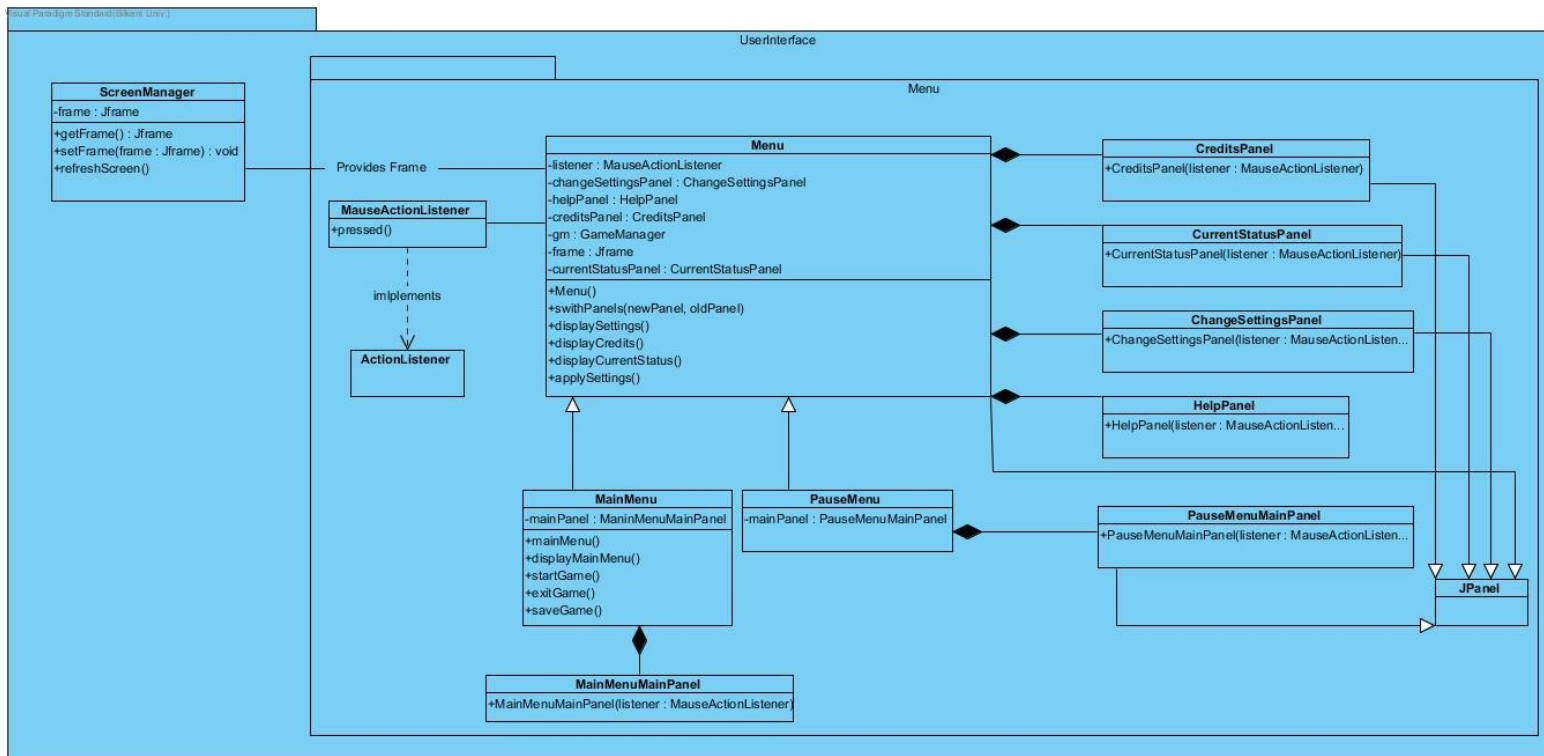 Visual Paradigm Standard(Bilkent Univ.)
UserInterface
ScreenManager
-frame : Jframe
+getFrame() : Jframe
+setFrame(frame : Jframe) : void
+refreshScreen()
Menu
Provides Frame
MauseActionListener
+pressed()
imlplements
ActionListener
Menu
-listener : MauseActionListener
-changeSettingsPanel : ChangeSettingsPanel
-helpPanel : HelpPanel
-creditsPanel : CreditsPanel
-gm : GameManager
-frame : Jframe
-currentStatusPanel : CurrentStatusPanel
+Menu()
+swithPanels(newPanel, oldPanel)
+displaySettings()
+displayCredits()
+displayCurrentStatus()
+applySettings()
CreditsPanel
+CreditsPanel(listener : MauseActionListener)
CurrentStatusPanel
+CurrentStatusPanel(listener : MauseActionListener)
ChangeSettingsPanel
+ChangeSettingsPanel(listener : MauseActionListen...
HelpPanel
+HelpPanel(listener : MauseActionListen...
MainMenu
-mainPanel : ManinMenuMainPanel
+mainMenu()
+displayMainMenu()
+startGame()
+exitGame()
+saveGame()
PauseMenu
-mainPanel : PauseMenuMainPanel
PauseMenuMainPanel
+PauseMenuMainPanel(listener : MauseActionListen...
JPanel
MainMenuMainPanel
+MainMenuMainPanel(listener : MauseActionListener)